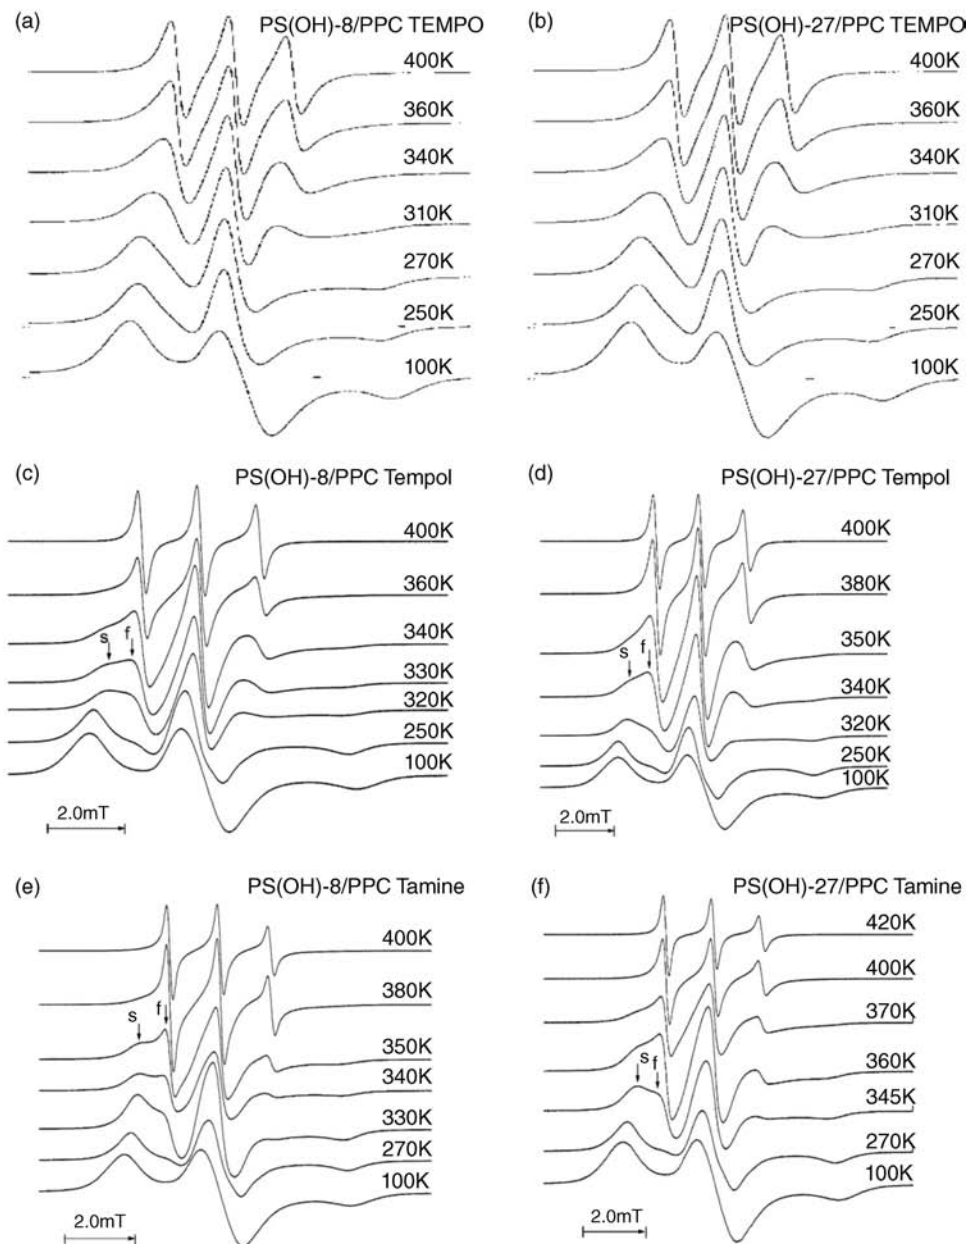 (a) PS(OH)-8/PPC TEMPO
400K
360K
340K
310K
270K
250K
100K
(b) PS(OH)-27/PPC TEMPO
400K
360K
340K
310K
270K
250K
100K
(c) PS(OH)-8/PPC Tempol
400K
360K
340K
s f
330K
320K
250K
100K
2.0mT
(d) PS(OH)-27/PPC Tempol
400K
380K
350K
s f
340K
320K
250K
100K
2.0mT
(e) PS(OH)-8/PPC Tamine
400K
380K
s f
350K
340K
330K
270K
100K
2.0mT
(f) PS(OH)-27/PPC Tamine
420K
400K
370K
360K
s f
345K
270K
100K
2.0mT